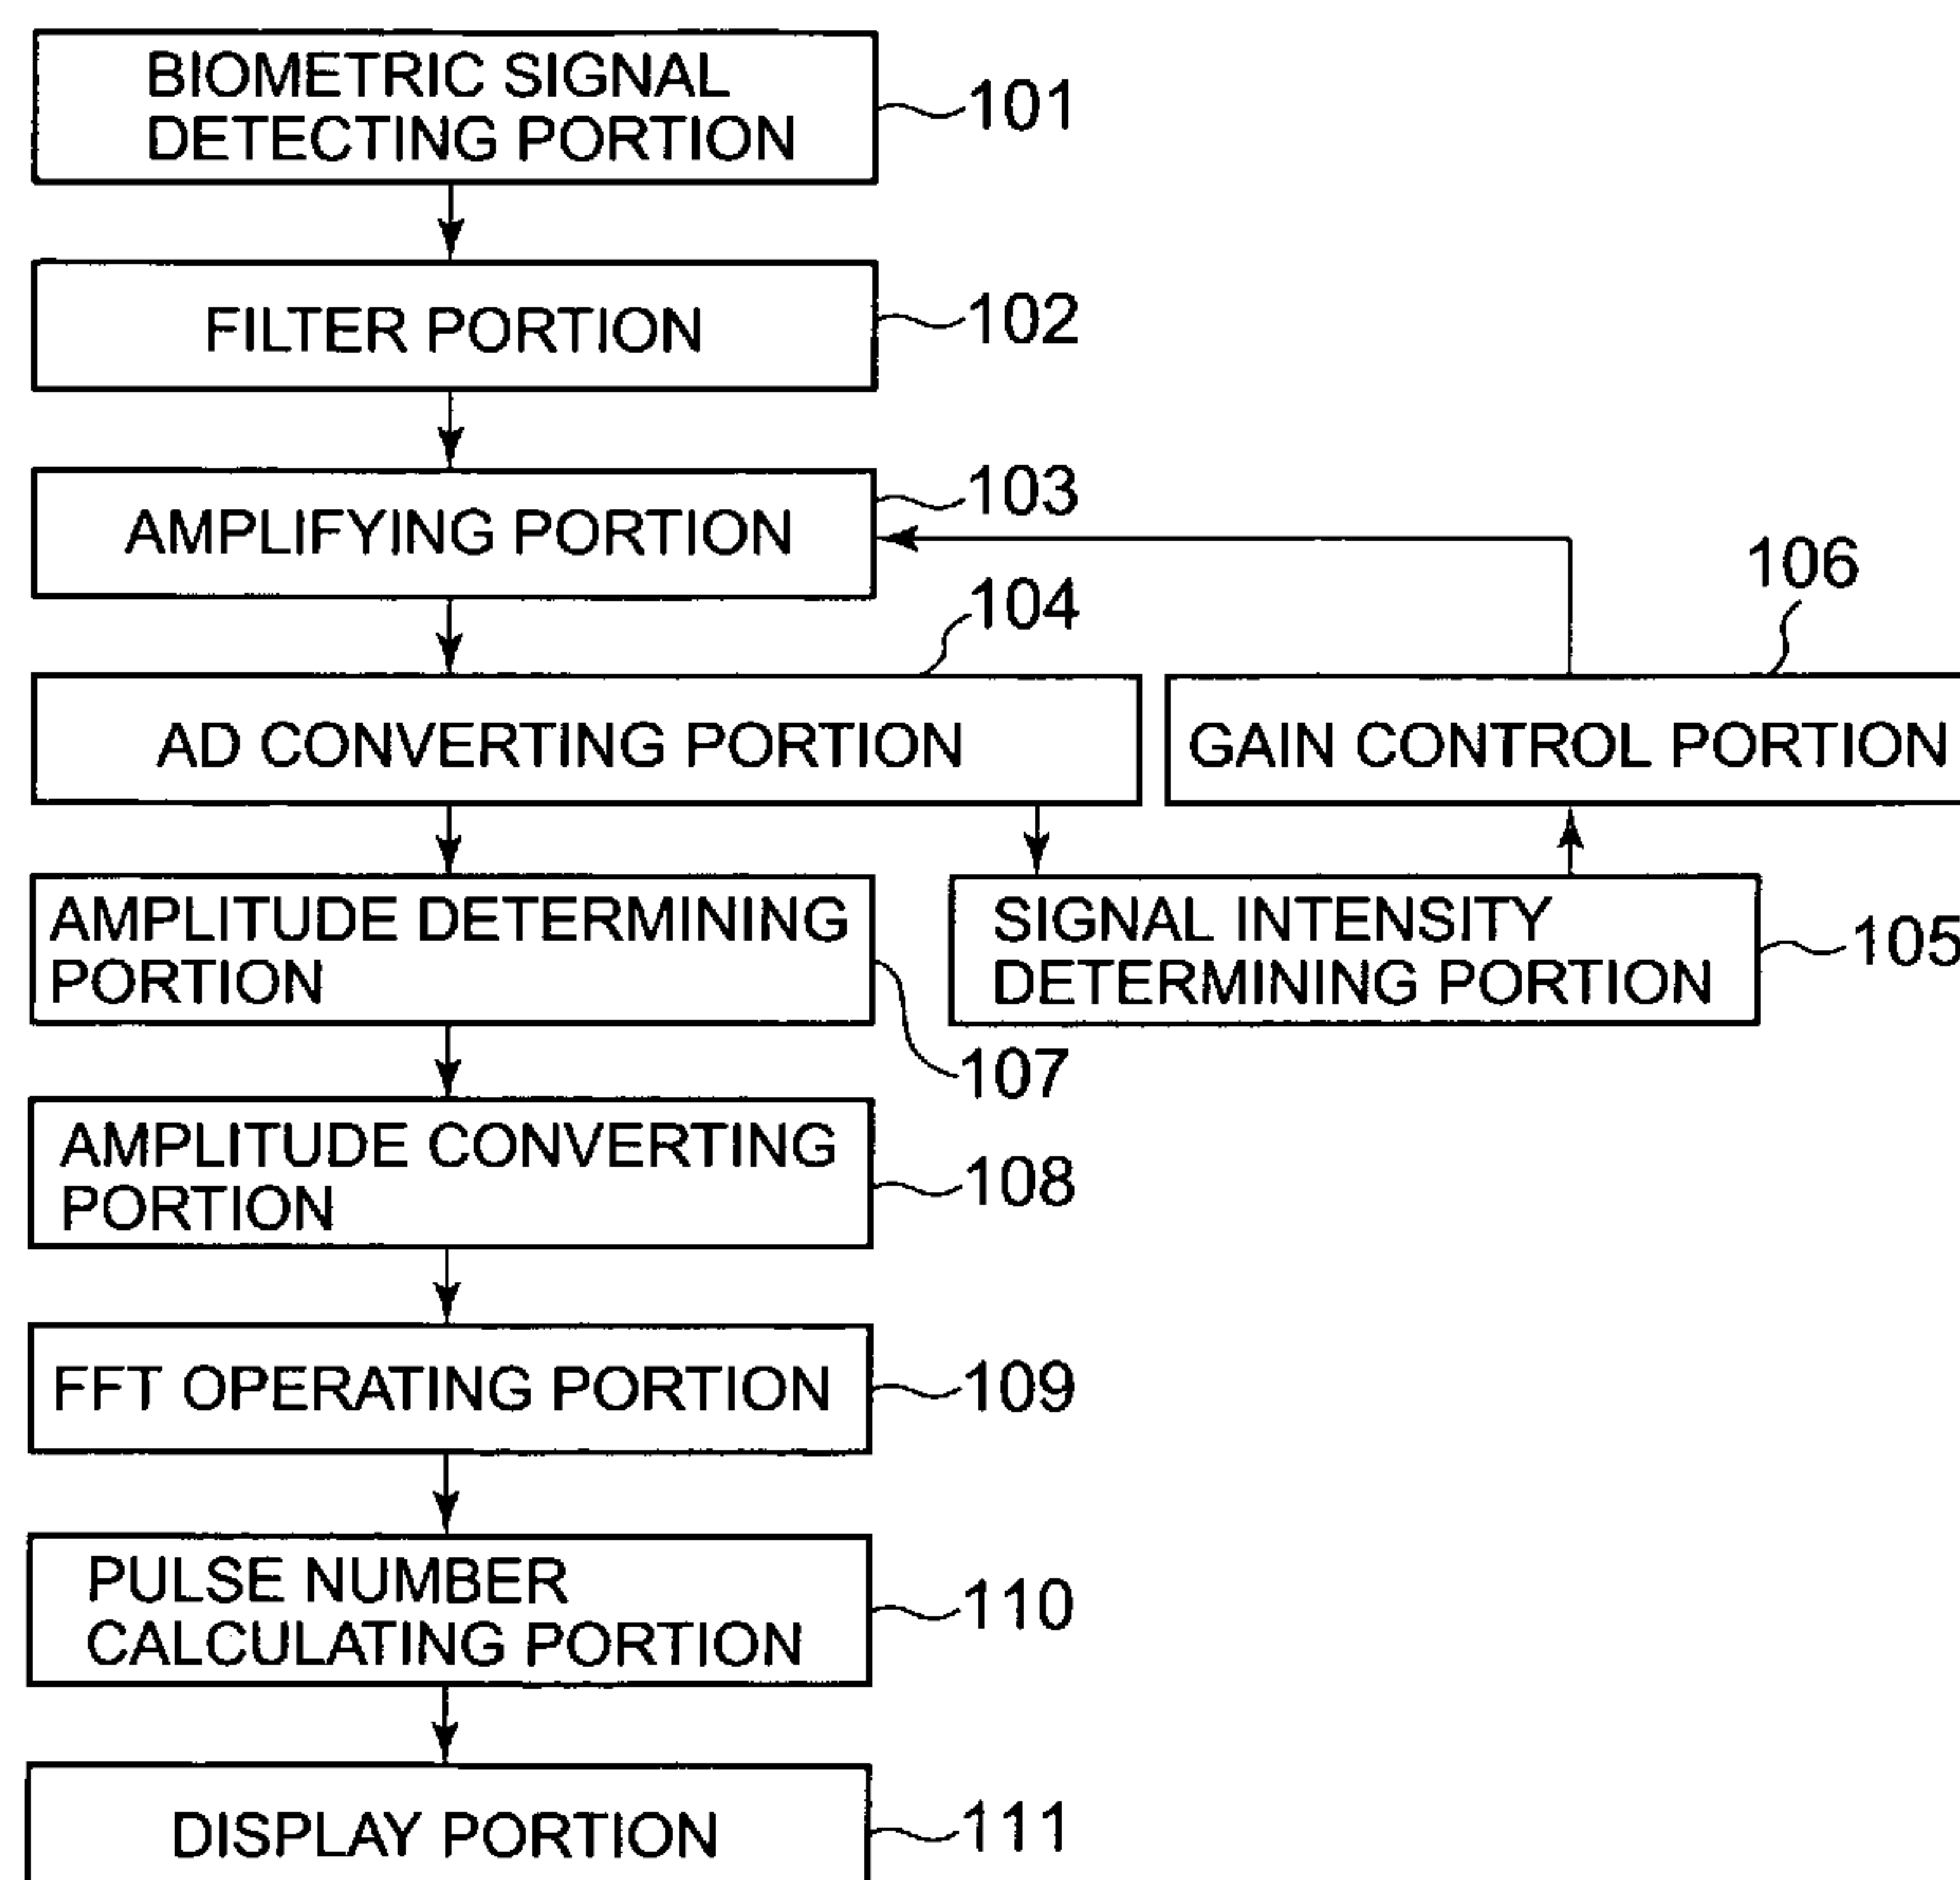 BIOMETRIC SIGNAL
DETECTING PORTION
101
FILTER PORTION
102
AMPLIFYING PORTION
103
104
106
AD CONVERTING PORTION
GAIN CONTROL PORTION
AMPLITUDE DETERMINING
PORTION
107
SIGNAL INTENSITY
DETERMINING PORTION
105
AMPLITUDE CONVERTING
PORTION
108
FFT OPERATING PORTION
109
PULSE NUMBER
CALCULATING PORTION
110
DISPLAY PORTION
111